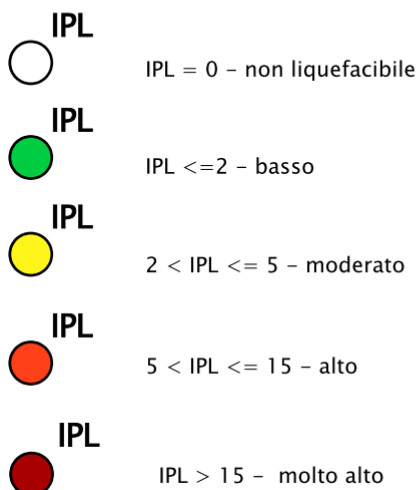 IPL
IPL = 0 – non liquefacibile
IPL
IPL <=2 – basso
IPL
2 < IPL <= 5 – moderato
IPL
5 < IPL <= 15 – alto
IPL
IPL > 15 – molto alto